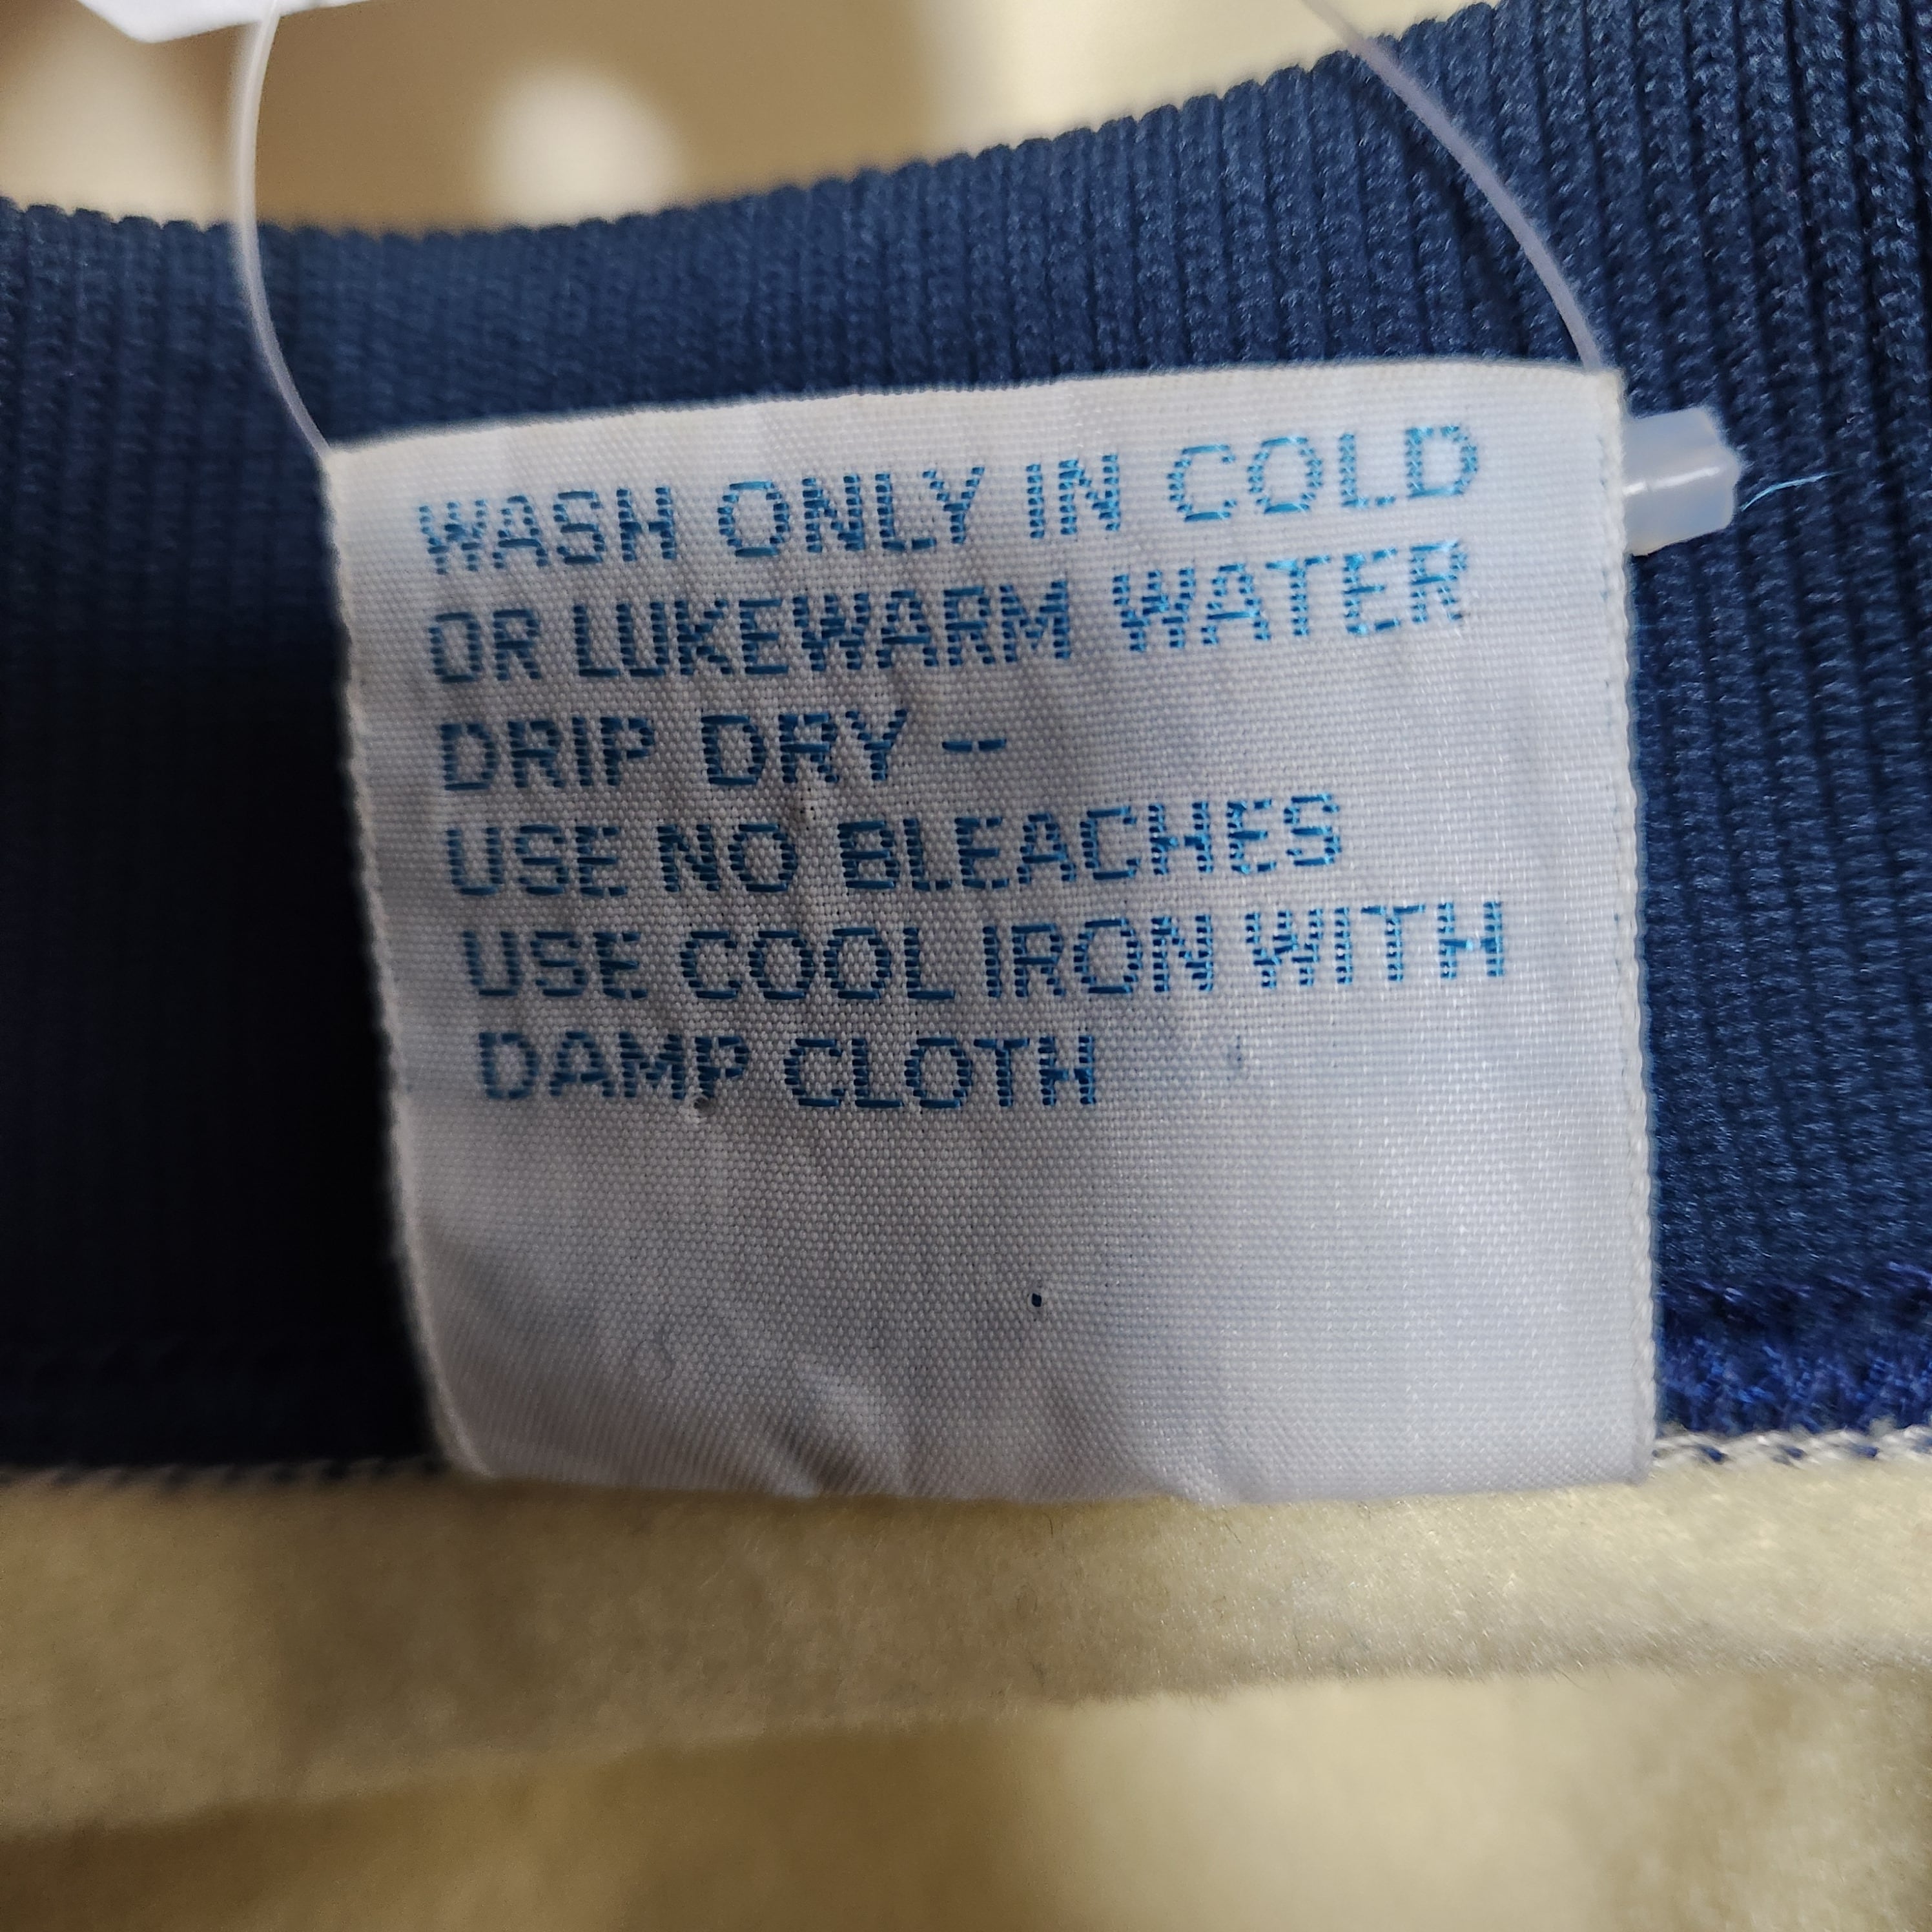 WASH ONLY IN COLD
OR LUKEWARM WATER
DRIP DRY –
USE NO BLEACHES
USE COOL IRON WITH
DAMP CLOTH